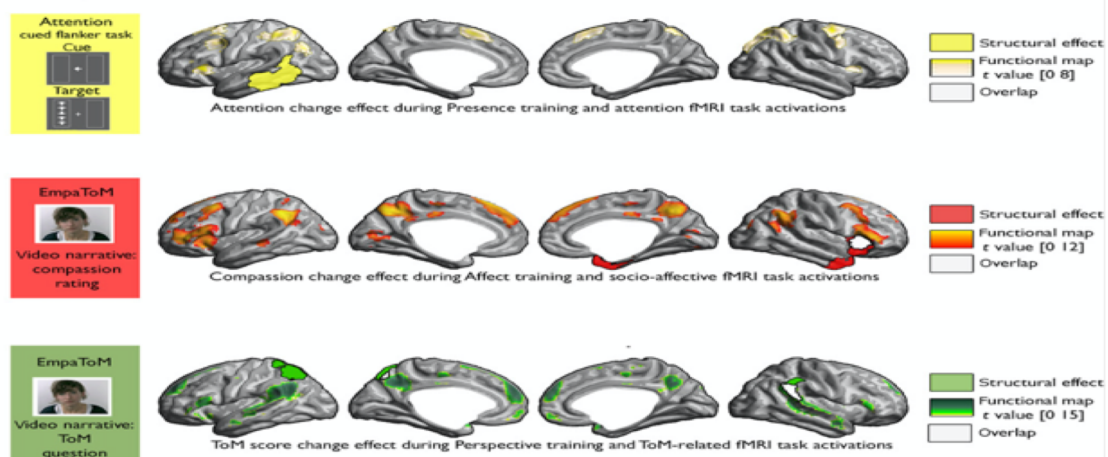 Attention
cued flanker task
Cue
Target
Structural effect
Functional map
t value [0 8]
Overlap
Attention change effect during Presence training and attention fMRI task activations
EmpaToM
Video narrative:
compassion
rating
Structural effect
Functional map
t value [0 12]
Overlap
Compassion change effect during Affect training and socio-affective fMRI task activations
EmpaToM
Video narrative:
ToM
question
Structural effect
Functional map
t value [0 15]
Overlap
ToM score change effect during Perspective training and ToM-related fMRI task activations